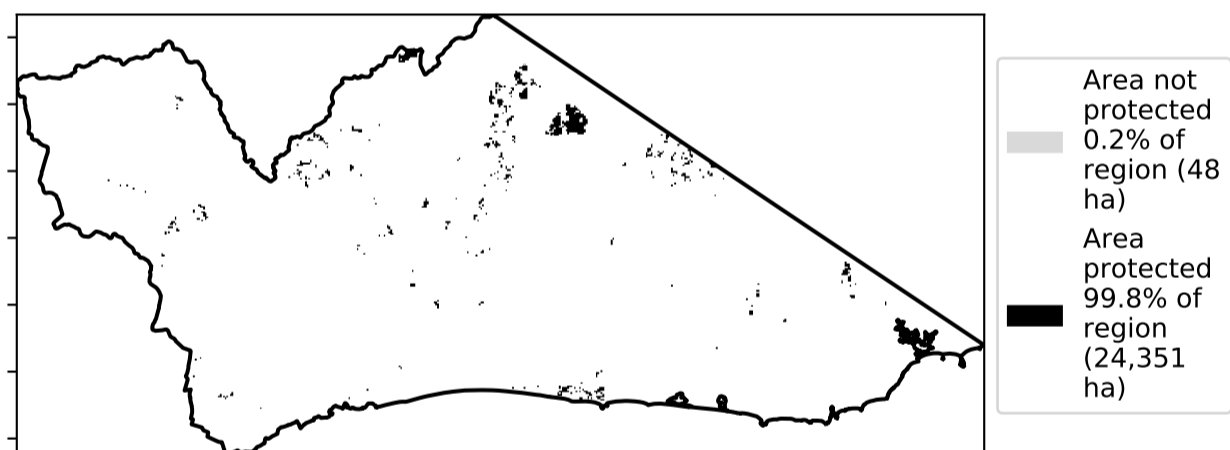 Area not
protected
0.2% of
region (48
ha)
Area
protected
99.8% of
region
(24,351
ha)